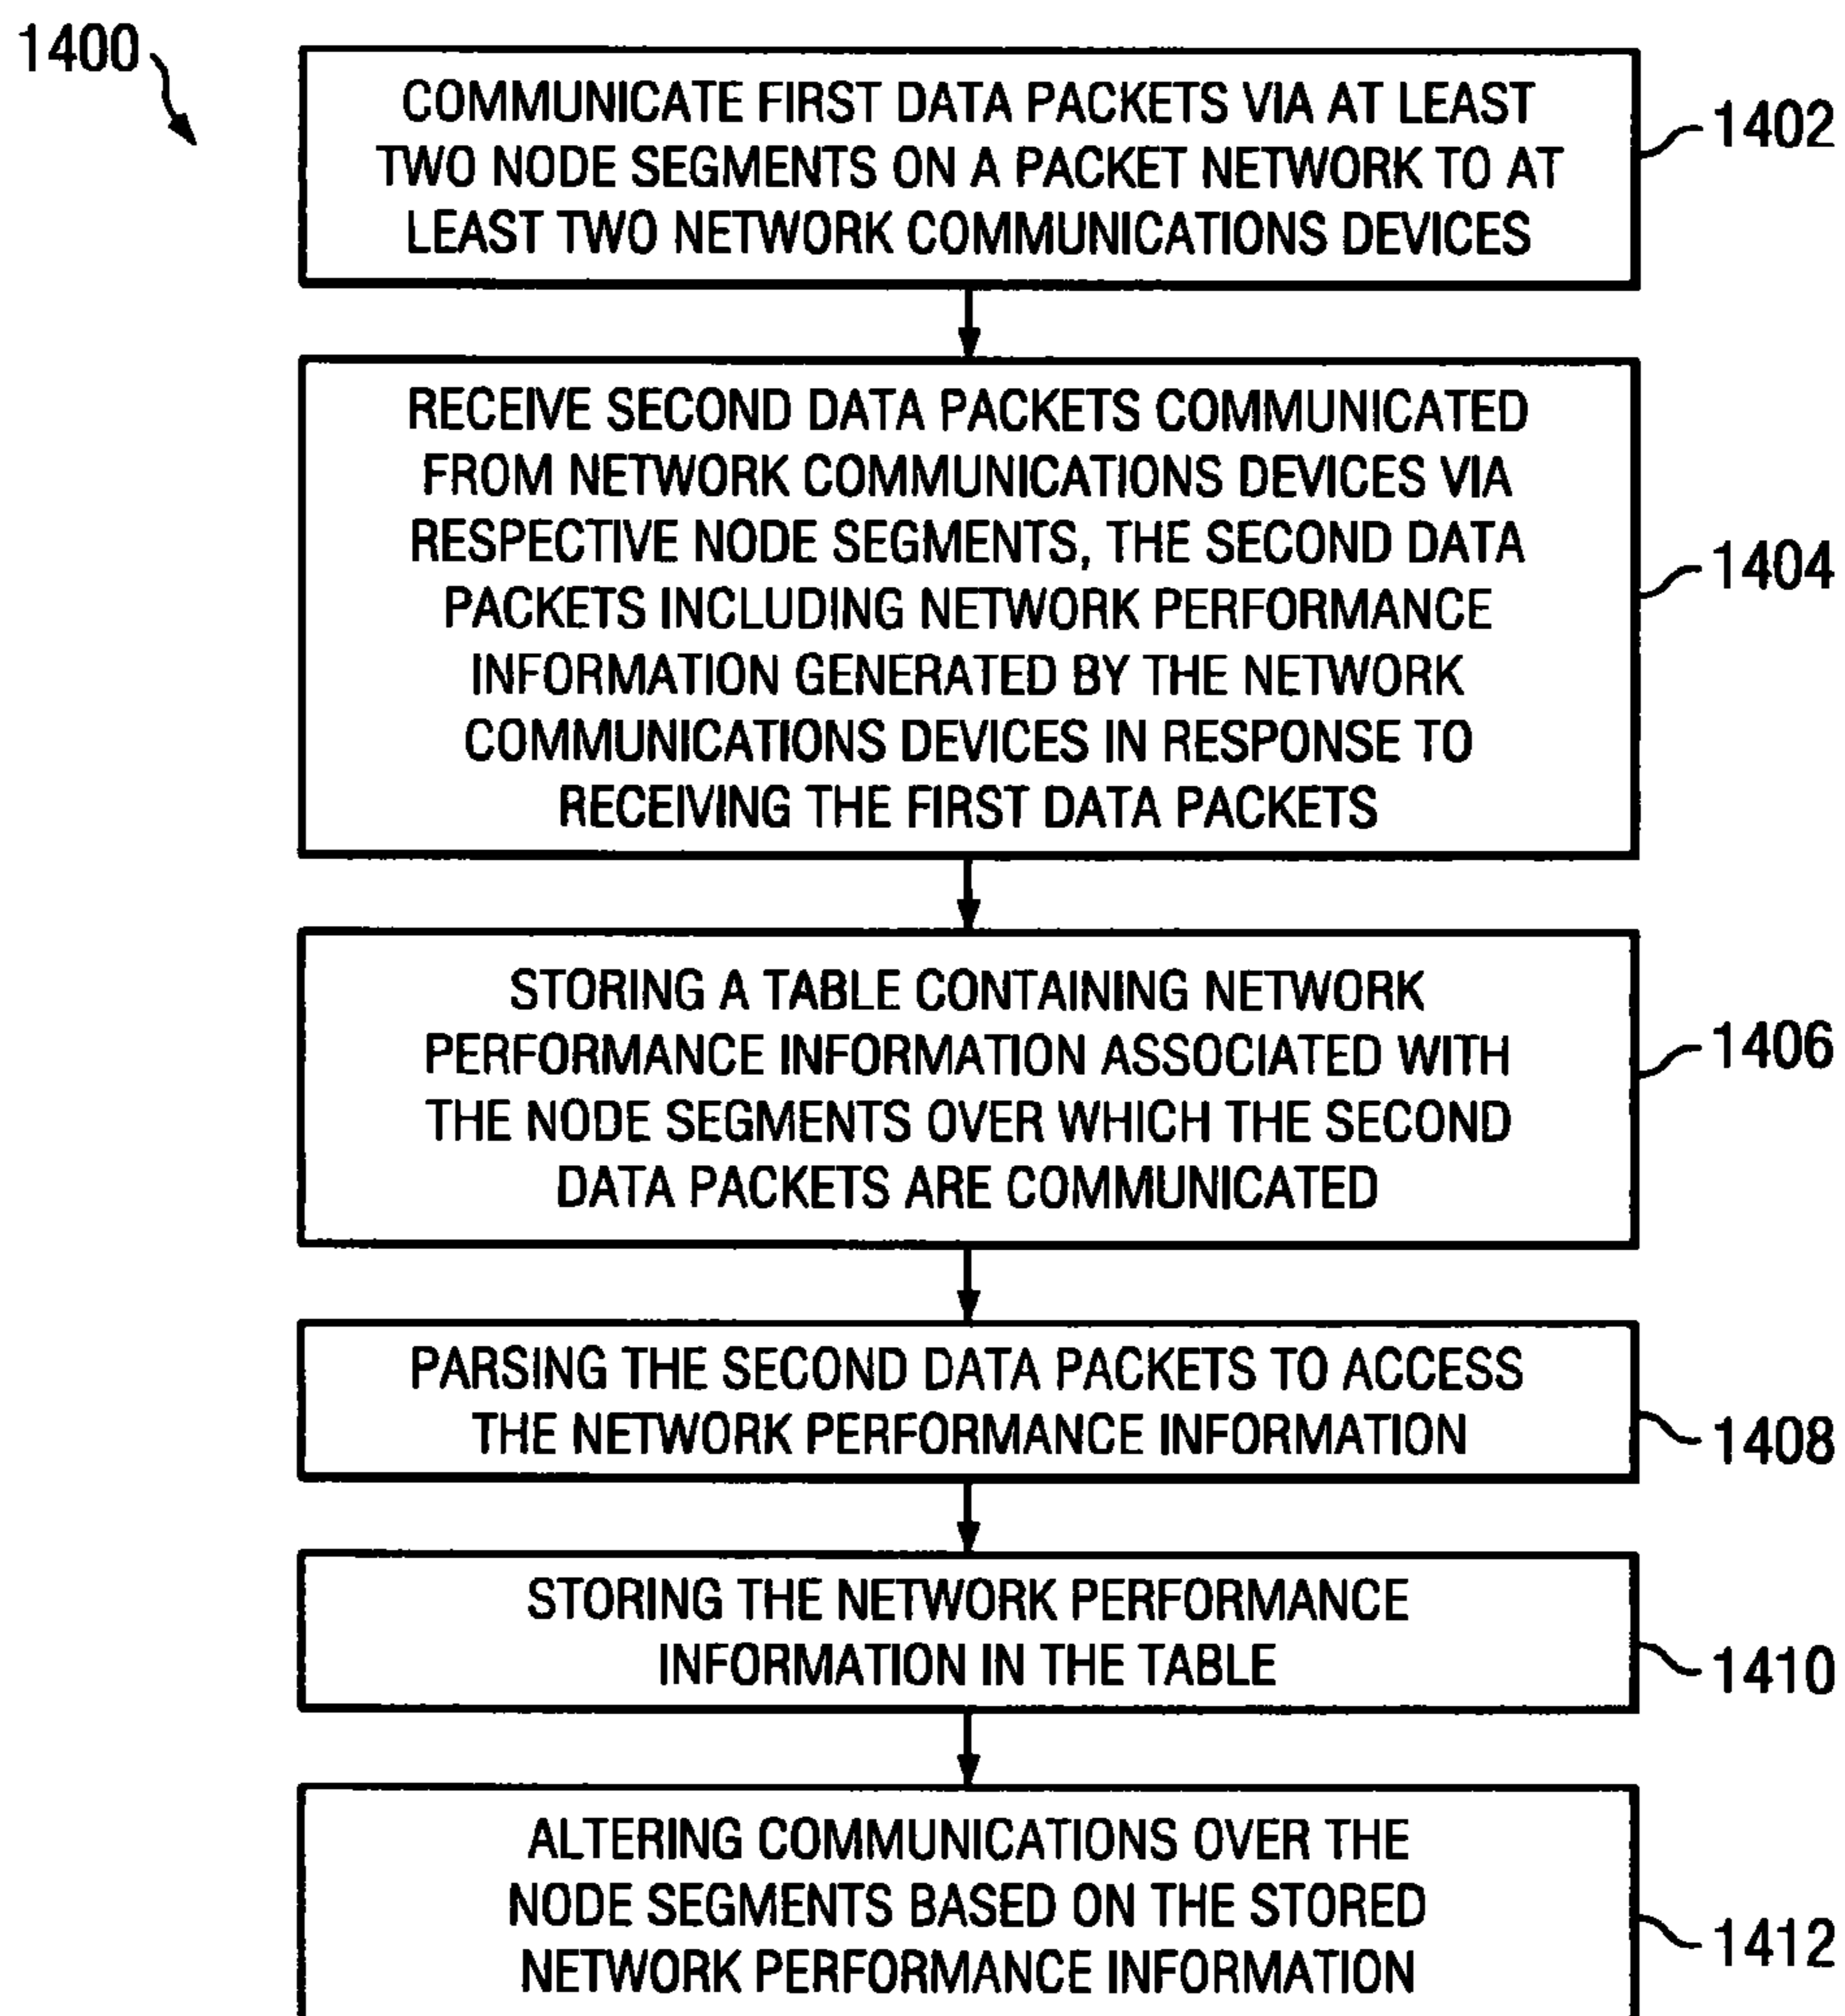 1400
COMMUNICATE FIRST DATA PACKETS VIA AT LEAST
TWO NODE SEGMENTS ON A PACKET NETWORK TO AT
LEAST TWO NETWORK COMMUNICATIONS DEVICES
1402
RECEIVE SECOND DATA PACKETS COMMUNICATED
FROM NETWORK COMMUNICATIONS DEVICES VIA
RESPECTIVE NODE SEGMENTS, THE SECOND DATA
PACKETS INCLUDING NETWORK PERFORMANCE
INFORMATION GENERATED BY THE NETWORK
COMMUNICATIONS DEVICES IN RESPONSE TO
RECEIVING THE FIRST DATA PACKETS
1404
STORING A TABLE CONTAINING NETWORK
PERFORMANCE INFORMATION ASSOCIATED WITH
THE NODE SEGMENTS OVER WHICH THE SECOND
DATA PACKETS ARE COMMUNICATED
1406
PARSING THE SECOND DATA PACKETS TO ACCESS
THE NETWORK PERFORMANCE INFORMATION
1408
STORING THE NETWORK PERFORMANCE
INFORMATION IN THE TABLE
1410
ALTERING COMMUNICATIONS OVER THE
NODE SEGMENTS BASED ON THE STORED
NETWORK PERFORMANCE INFORMATION
1412